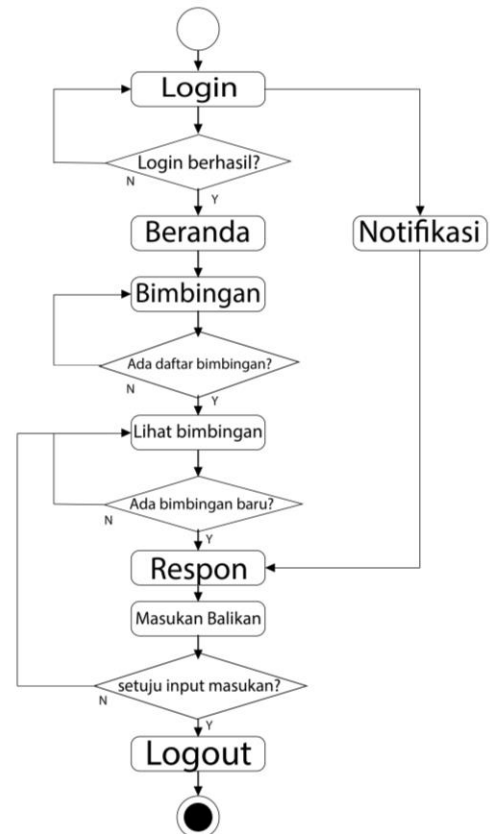 Login
Login berhasil?
N
Y
Beranda
Notifikasi
Bimbingan
Ada daftar bimbingan?
N
Y
Lihat bimbingan
Ada bimbingan baru?
N
Y
Respon
Masukan Balikan
setuju input masukan?
N
Y
Logout